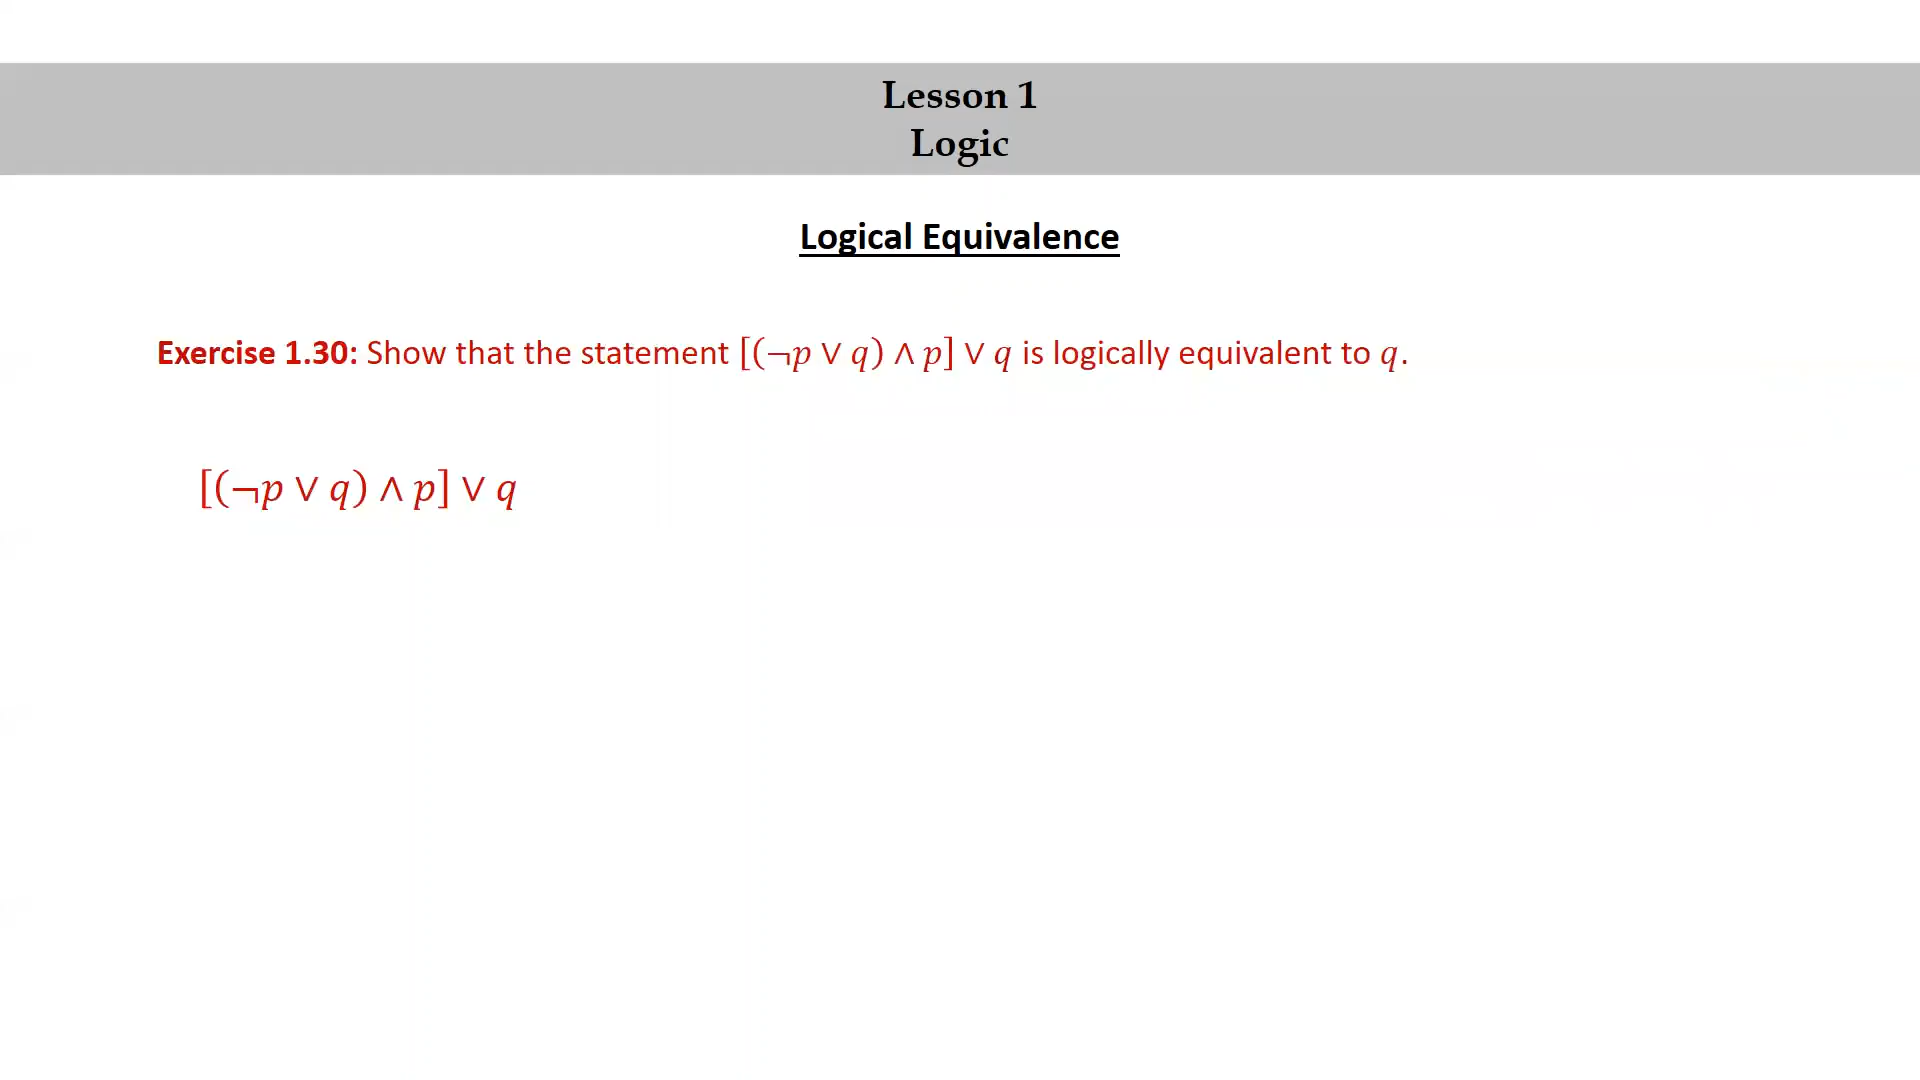 Lesson 1
Logic
Logical Equivalence
Exercise 1.30: Show that the statement [(¬p ∨ q) ∧ p] ∨ q is logically equivalent to q.
[(¬p ∨ q) ∧ p] ∨ q